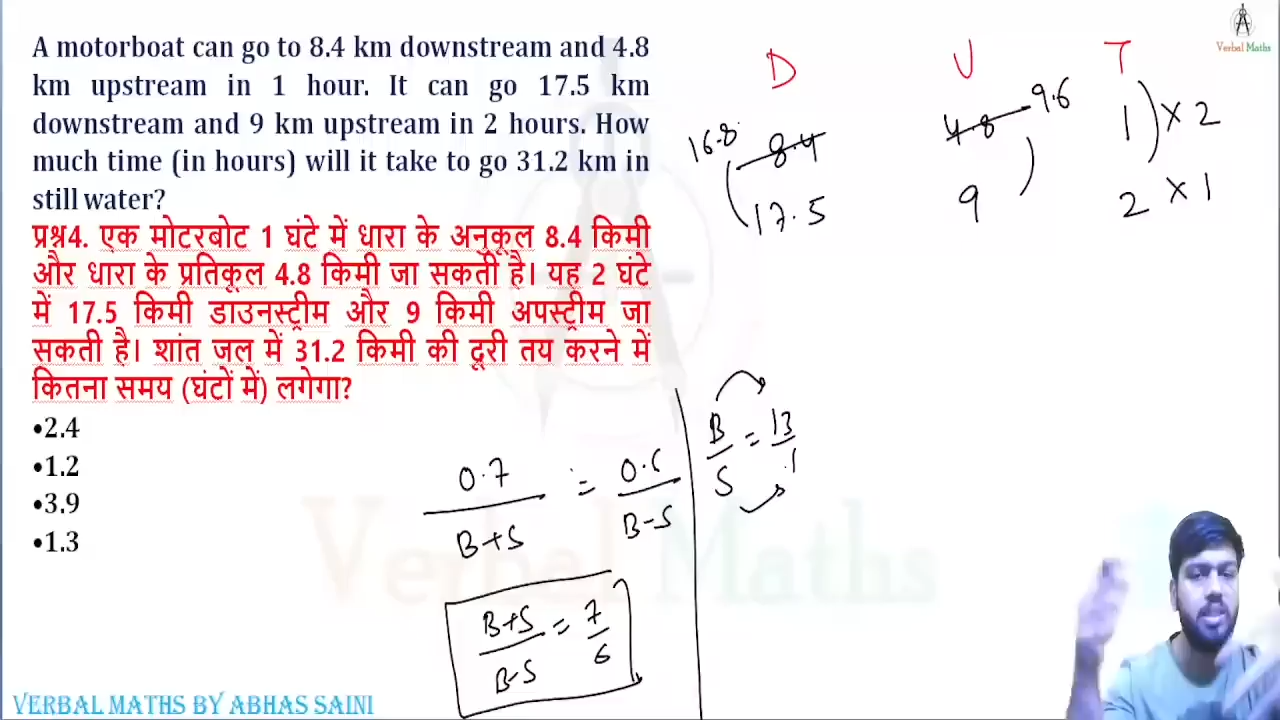 A motorboat can go to 8.4 km downstream and 4.8
km upstream in 1 hour. It can go 17.5 km
downstream and 9 km upstream in 2 hours. How
much time (in hours) will it take to go 31.2 km in
still water?
प्रश्न4. एक मोटरबोट 1 घंटे में धारा के अनुकूल 8.4 किमी
और धारा के प्रतिकूल 4.8 किमी जा सकती है। यह 2 घंटे
में 17.5 किमी डाउनस्ट्रीम और 9 किमी अपस्ट्रीम जा
सकती है। शांत जल में 31.2 किमी की दूरी तय करने में
कितना समय (घंटों में) लगेगा?
•2.4
•1.2
•3.9
•1.3
D U T
16.8 8.4 4.8 9.6 1 ) × 2
17.5 9 2 × 1
0.7 / B+S = 0.6 / B-S
B+S / B-S = 7 / 6
B / S = 13 / 1
Verbal Maths
Verbal Maths
VERBAL MATHS BY ABHAS SAINI